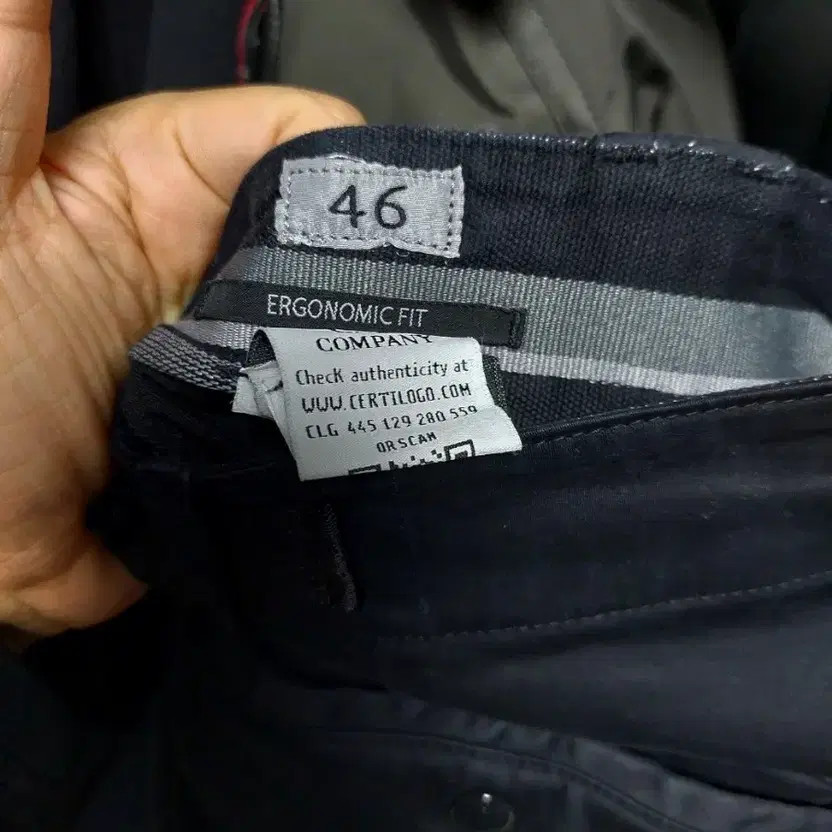 46
ERGONOMIC FIT
COMPANY
Check authenticity at
WWW.CERTILOGO.COM
CLG 445 129 280 559
OR SCAN